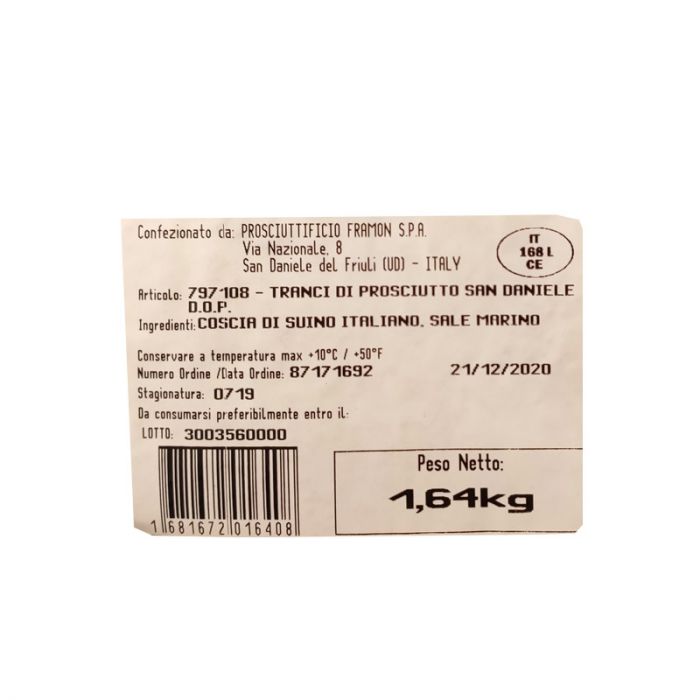 Confezionato da: PROSCIUTTIFICIO FRAMON S.P.A.
Via Nazionale, 8
San Daniele del Friuli (UD) - ITALY
IT
168 L
CE
Articolo: 797108 - TRANCI DI PROSCIUTTO SAN DANIELE
D.O.P.
Ingredienti: COSCIA DI SUINO ITALIANO, SALE MARINO
Conservare a temperatura max +10°C / +50°F
Numero Ordine /Data Ordine: 87171692 21/12/2020
Stagionatura: 0719
Da consumarsi preferibilmente entro il:
LOTTO: 3003560000
Peso Netto:
1,64kg
1 681672 016408